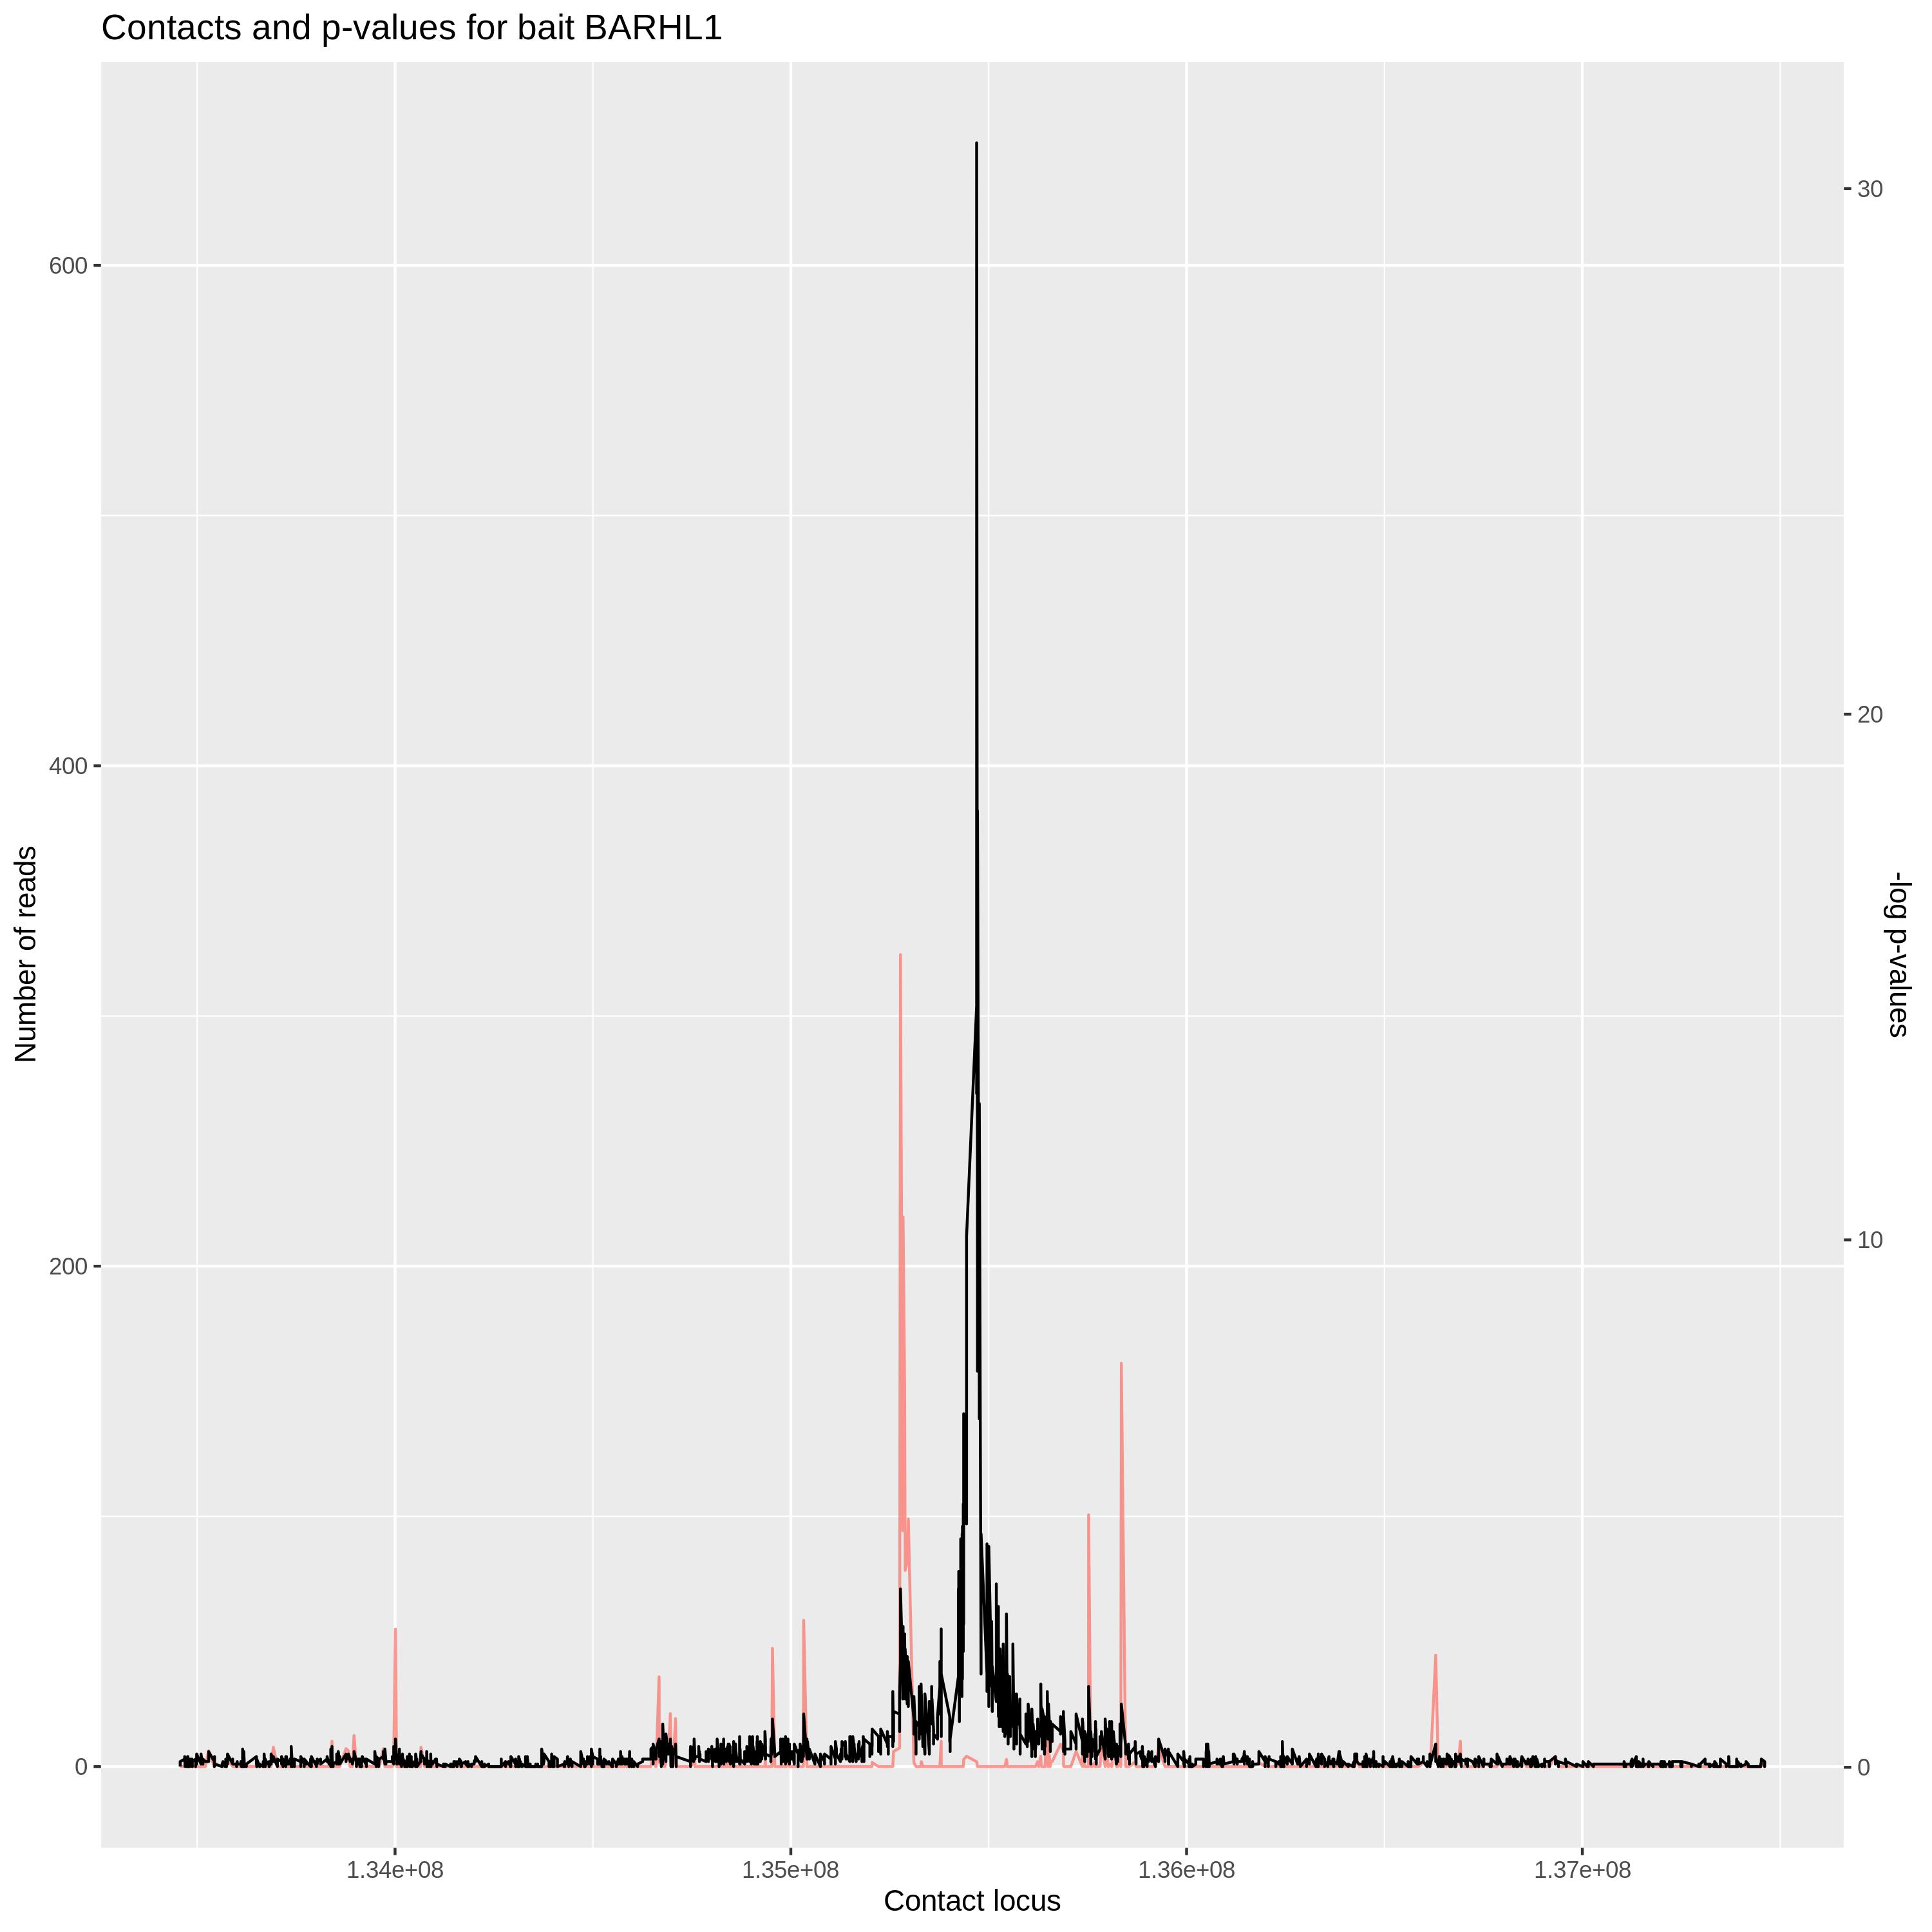 Contacts and p-values for bait BARHL1
600
400
200
0
Number of reads
30
20
10
0
-log p-values
1.34e+08
1.35e+08
1.36e+08
1.37e+08
Contact locus